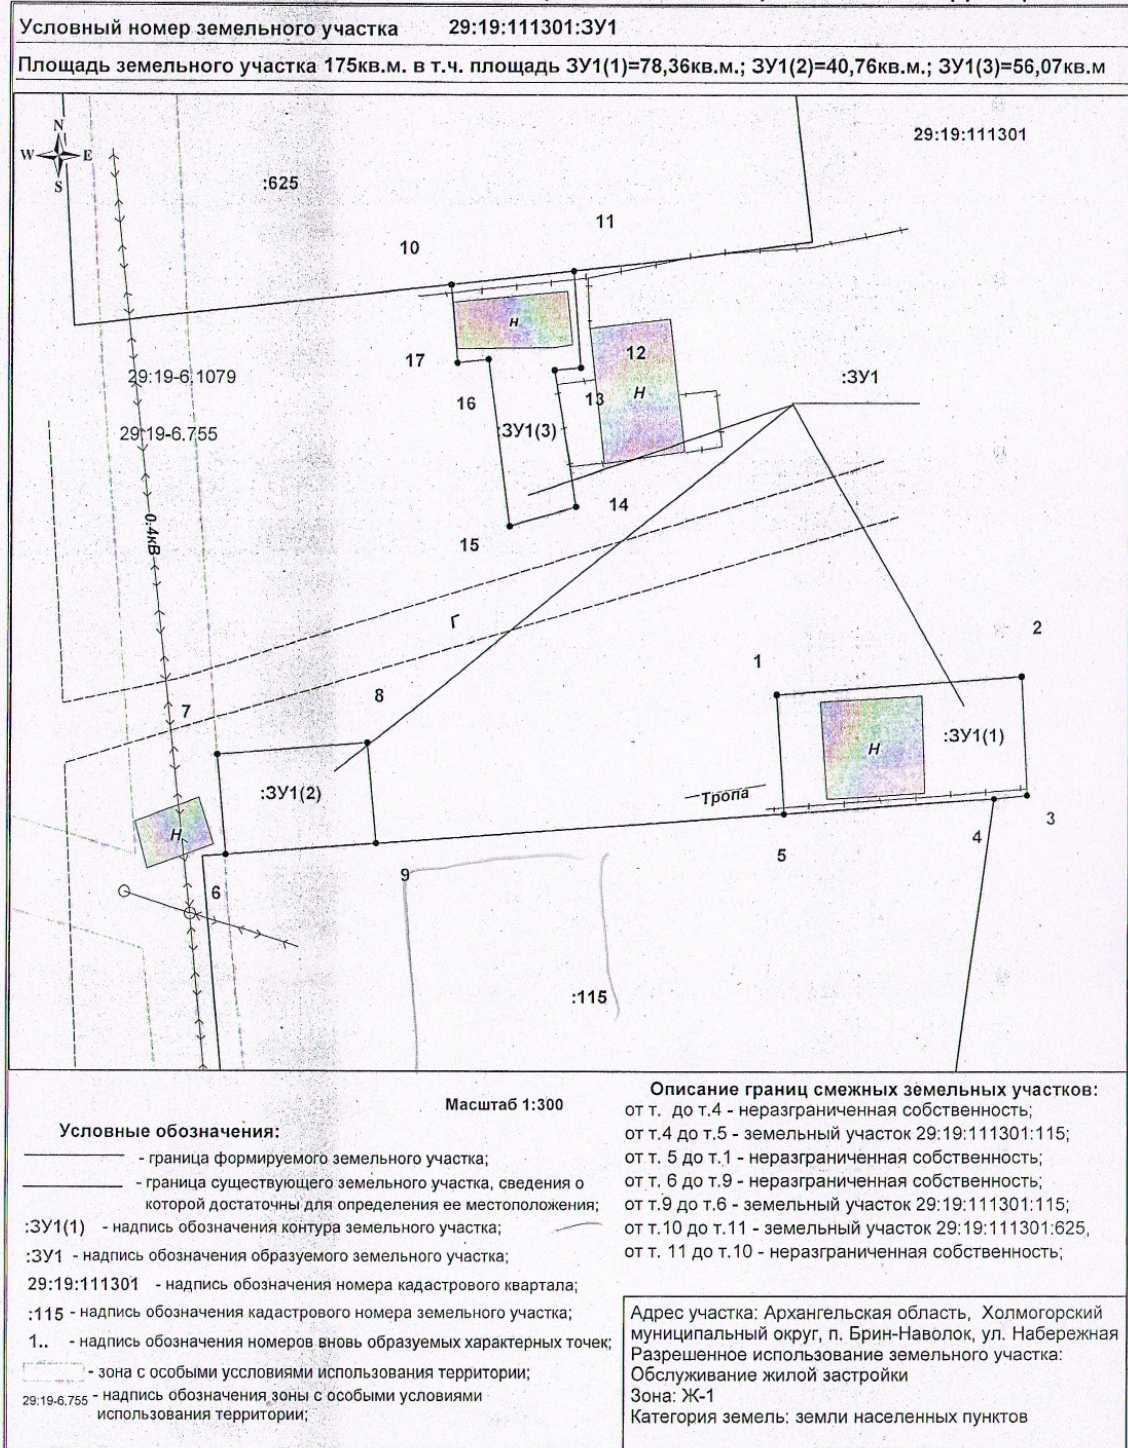 Условный номер земельного участка 29:19:111301:ЗУ1
Площадь земельного участка 175кв.м. в т.ч. площадь ЗУ1(1)=78,36кв.м.; ЗУ1(2)=40,76кв.м.; ЗУ1(3)=56,07кв.м
N
W E
S
29:19:111301
:625
11
10
н
17
12
:ЗУ1
29:19-6.1079
Н
16
13
:ЗУ1(3)
29:19-6.755
14
0.4кВ
15
Г
2
1
8
7
:ЗУ1(1)
Н
:ЗУ1(2)
Тропа
3
Н
4
5
9
6
:115
Масштаб 1:300
Условные обозначения:
- граница формируемого земельного участка;
- граница существующего земельного участка, сведения о
которой достаточны для определения ее местоположения;
:ЗУ1(1) - надпись обозначения контура земельного участка;
:ЗУ1 - надпись обозначения образуемого земельного участка;
29:19:111301 - надпись обозначения номера кадастрового квартала;
:115 - надпись обозначения кадастрового номера земельного участка;
1.. - надпись обозначения номеров вновь образуемых характерных точек;
- зона с особыми уссловиями использования территории;
29:19-6.755 - надпись обозначения зоны с особыми условиями
использования территории;
Описание границ смежных земельных участков:
от т. до т.4 - неразграниченная собственность;
от т.4 до т.5 - земельный участок 29:19:111301:115;
от т. 5 до т.1 - неразграниченная собственность;
от т. 6 до т.9 - неразграниченная собственность;
от т.9 до т.6 - земельный участок 29:19:111301:115;
от т.10 до т.11 - земельный участок 29:19:111301:625,
от т. 11 до т.10 - неразграниченная собственность;
Адрес участка: Архангельская область, Холмогорский
муниципальный округ, п. Брин-Наволок, ул. Набережная
Разрешенное использование земельного участка:
Обслуживание жилой застройки
Зона: Ж-1
Категория земель: земли населенных пунктов